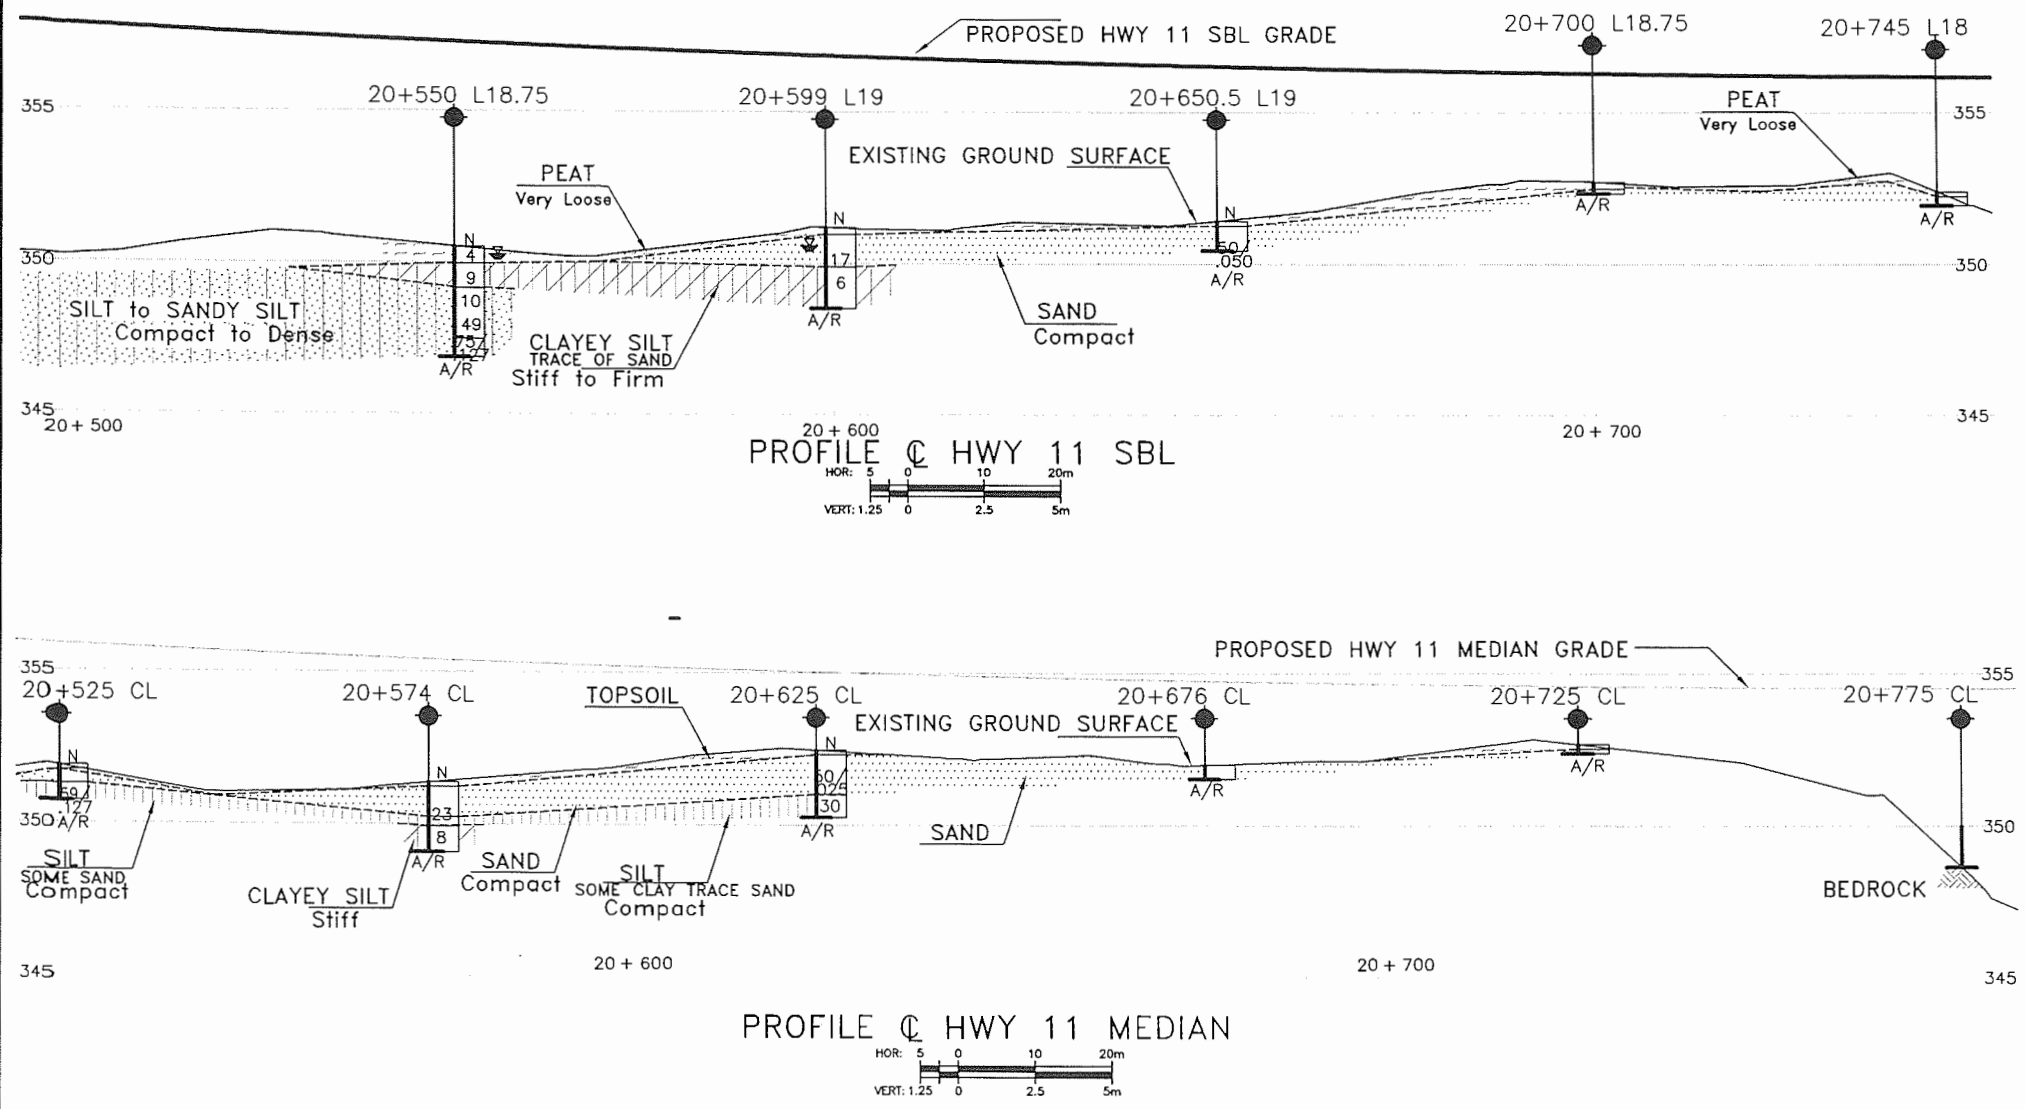 PROPOSED HWY 11 SBL GRADE
20+700 L18.75
20+745 L18
355
20+550 L18.75
20+599 L19
20+650.5 L19
PEAT
Very Loose
355
EXISTING GROUND SURFACE
PEAT
Very Loose
N
4
9
10
49
75/
.127
A/R
N
17
6
A/R
N
50/
.050
A/R
A/R
A/R
350
350
SILT to SANDY SILT
Compact to Dense
CLAYEY SILT
TRACE OF SAND
Stiff to Firm
SAND
Compact
345
345
20+500
20+600
20+700
PROFILE ℄ HWY 11 SBL
HOR: 5 0 10 20m
VERT: 1.25 0 2.5 5m
PROPOSED HWY 11 MEDIAN GRADE
355
355
20+525 CL
20+574 CL
TOPSOIL
20+625 CL
20+676 CL
20+725 CL
20+775 CL
EXISTING GROUND SURFACE
N
69/
.127
A/R
N
23
8
A/R
N
50/
.025
30
A/R
A/R
A/R
350
350
SILT
SOME SAND
Compact
CLAYEY SILT
Stiff
SAND
Compact
SILT
SOME CLAY TRACE SAND
Compact
SAND
BEDROCK
345
345
20+600
20+700
PROFILE ℄ HWY 11 MEDIAN
HOR: 5 0 10 20m
VERT: 1.25 0 2.5 5m